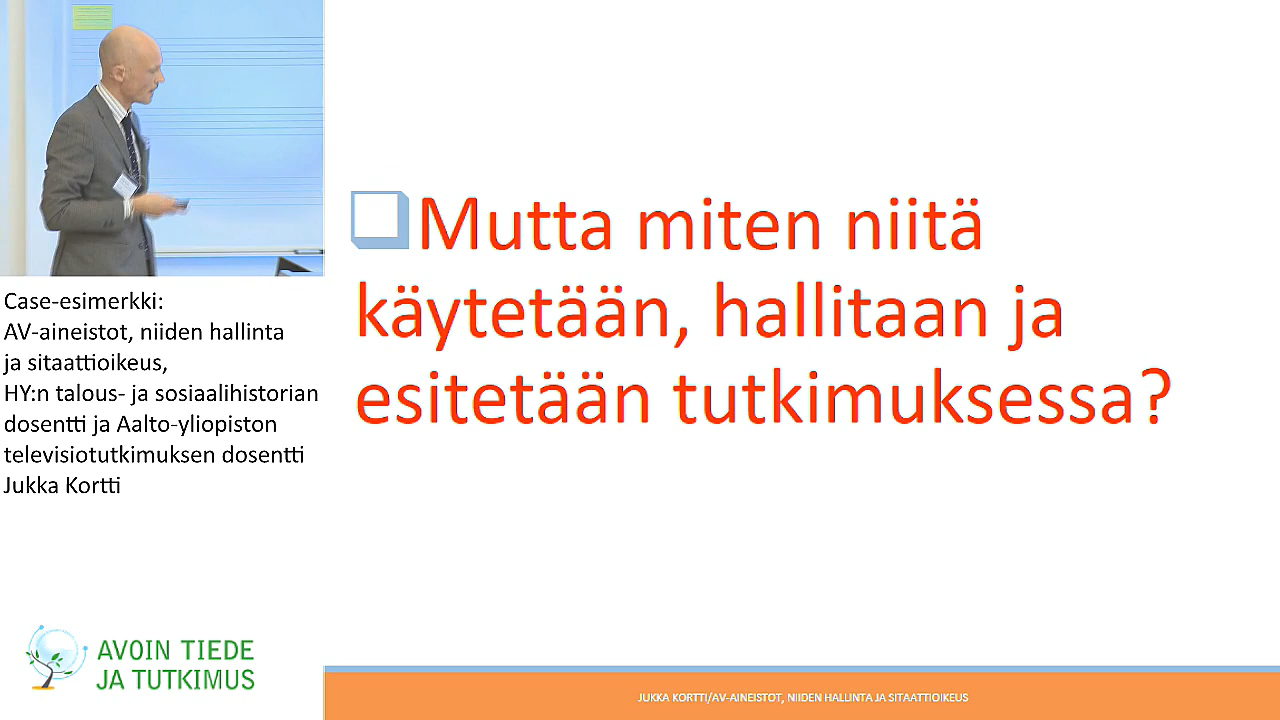 Mutta miten niitä
käytetään, hallitaan ja
esitetään tutkimuksessa?
Case-esimerkki:
AV-aineistot, niiden hallinta
ja sitaattioikeus,
HY:n talous- ja sosiaalihistorian
dosentti ja Aalto-yliopiston
televisiotutkimuksen dosentti
Jukka Kortti
AVOIN TIEDE
JA TUTKIMUS
JUKKA KORTTI/AV-AINEISTOT, NIIDEN HALLINTA JA SITAATTIOIKEUS